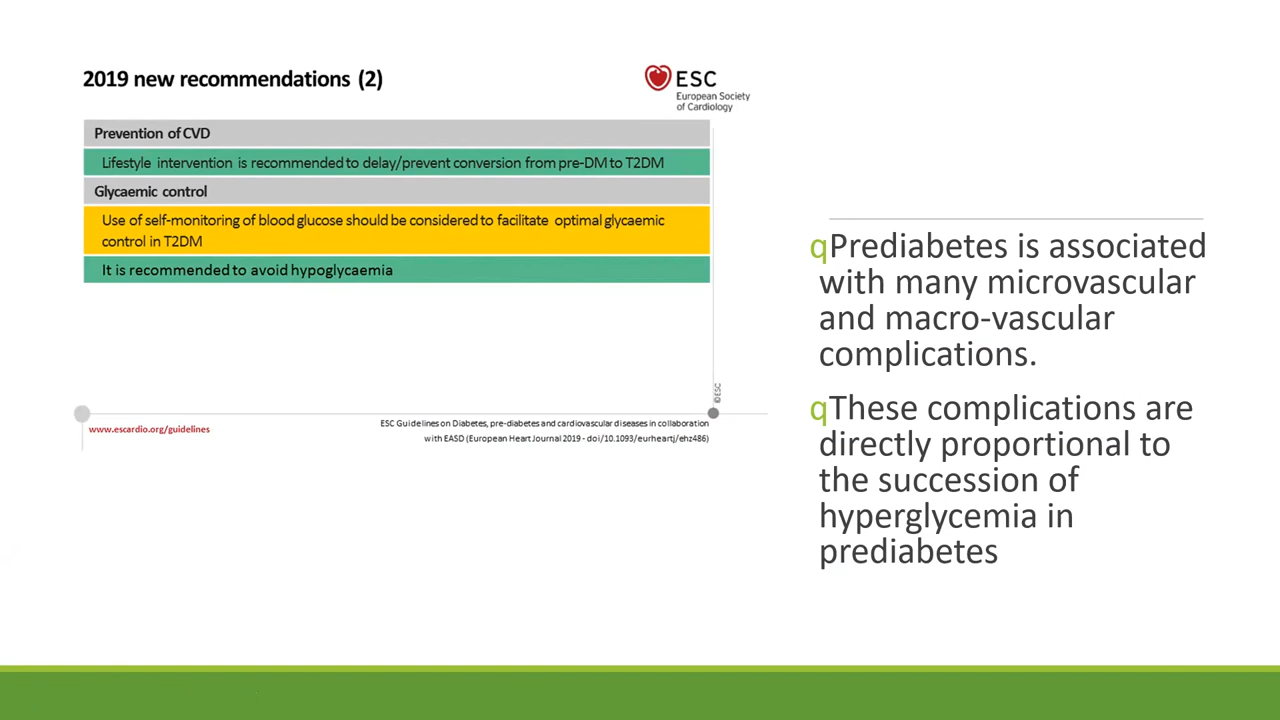 2019 new recommendations (2)
ESC
European Society
of Cardiology
Prevention of CVD
Lifestyle intervention is recommended to delay/prevent conversion from pre-DM to T2DM
Glycaemic control
Use of self-monitoring of blood glucose should be considered to facilitate optimal glycaemic
control in T2DM
It is recommended to avoid hypoglycaemia
©ESC
www.escardio.org/guidelines
ESC Guidelines on Diabetes, pre-diabetes and cardiovascular diseases in collaboration
with EASD (European Heart Journal 2019 - doi/10.1093/eurheartj/ehz486)
qPrediabetes is associated
with many microvascular
and macro-vascular
complications.
qThese complications are
directly proportional to
the succession of
hyperglycemia in
prediabetes